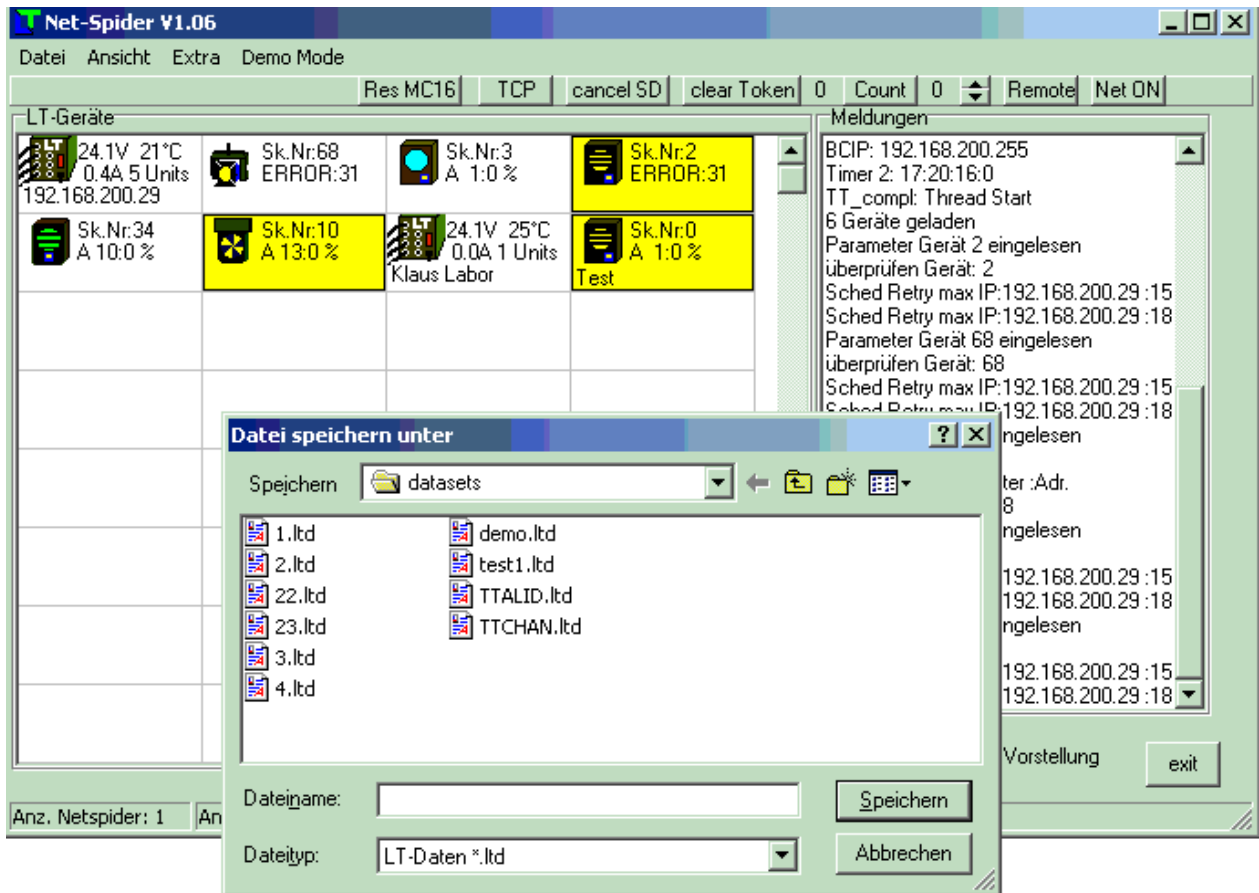 Net-Spider V1.06
Datei Ansicht Extra Demo Mode
Res MC16 TCP cancel SD clear Token 0 Count 0 Remote Net ON
LT-Geräte
LT 24.1V 21°C
0.4A 5 Units
192.168.200.29
Sk.Nr:68
ERROR:31
Sk.Nr:3
A 1:0 %
Sk.Nr:2
ERROR:31
Sk.Nr:34
A 10:0 %
Sk.Nr:10
A 13:0 %
LT 24.1V 25°C
0.0A 1 Units
Klaus Labor
Sk.Nr:0
A 1:0 %
Test
Meldungen
BCIP: 192.168.200.255
Timer 2: 17:20:16:0
TT_compl: Thread Start
6 Geräte geladen
Parameter Gerät 2 eingelesen
überprüfen Gerät: 2
Sched Retry max IP:192.168.200.29 :15
Sched Retry max IP:192.168.200.29 :18
Parameter Gerät 68 eingelesen
überprüfen Gerät: 68
Sched Retry max IP:192.168.200.29 :15
Sched Retry max IP:192.168.200.29 :18
ngelesen
ter :Adr.
8
ngelesen
192.168.200.29 :15
192.168.200.29 :18
ngelesen
192.168.200.29 :15
192.168.200.29 :18
Vorstellung
exit
Anz. Netspider: 1 An
Datei speichern unter
Speichern datasets
1.ltd
2.ltd
22.ltd
23.ltd
3.ltd
4.ltd
demo.ltd
test1.ltd
TTALID.ltd
TTCHAN.ltd
Dateiname:
Speichern
Dateityp: LT-Daten *.ltd
Abbrechen